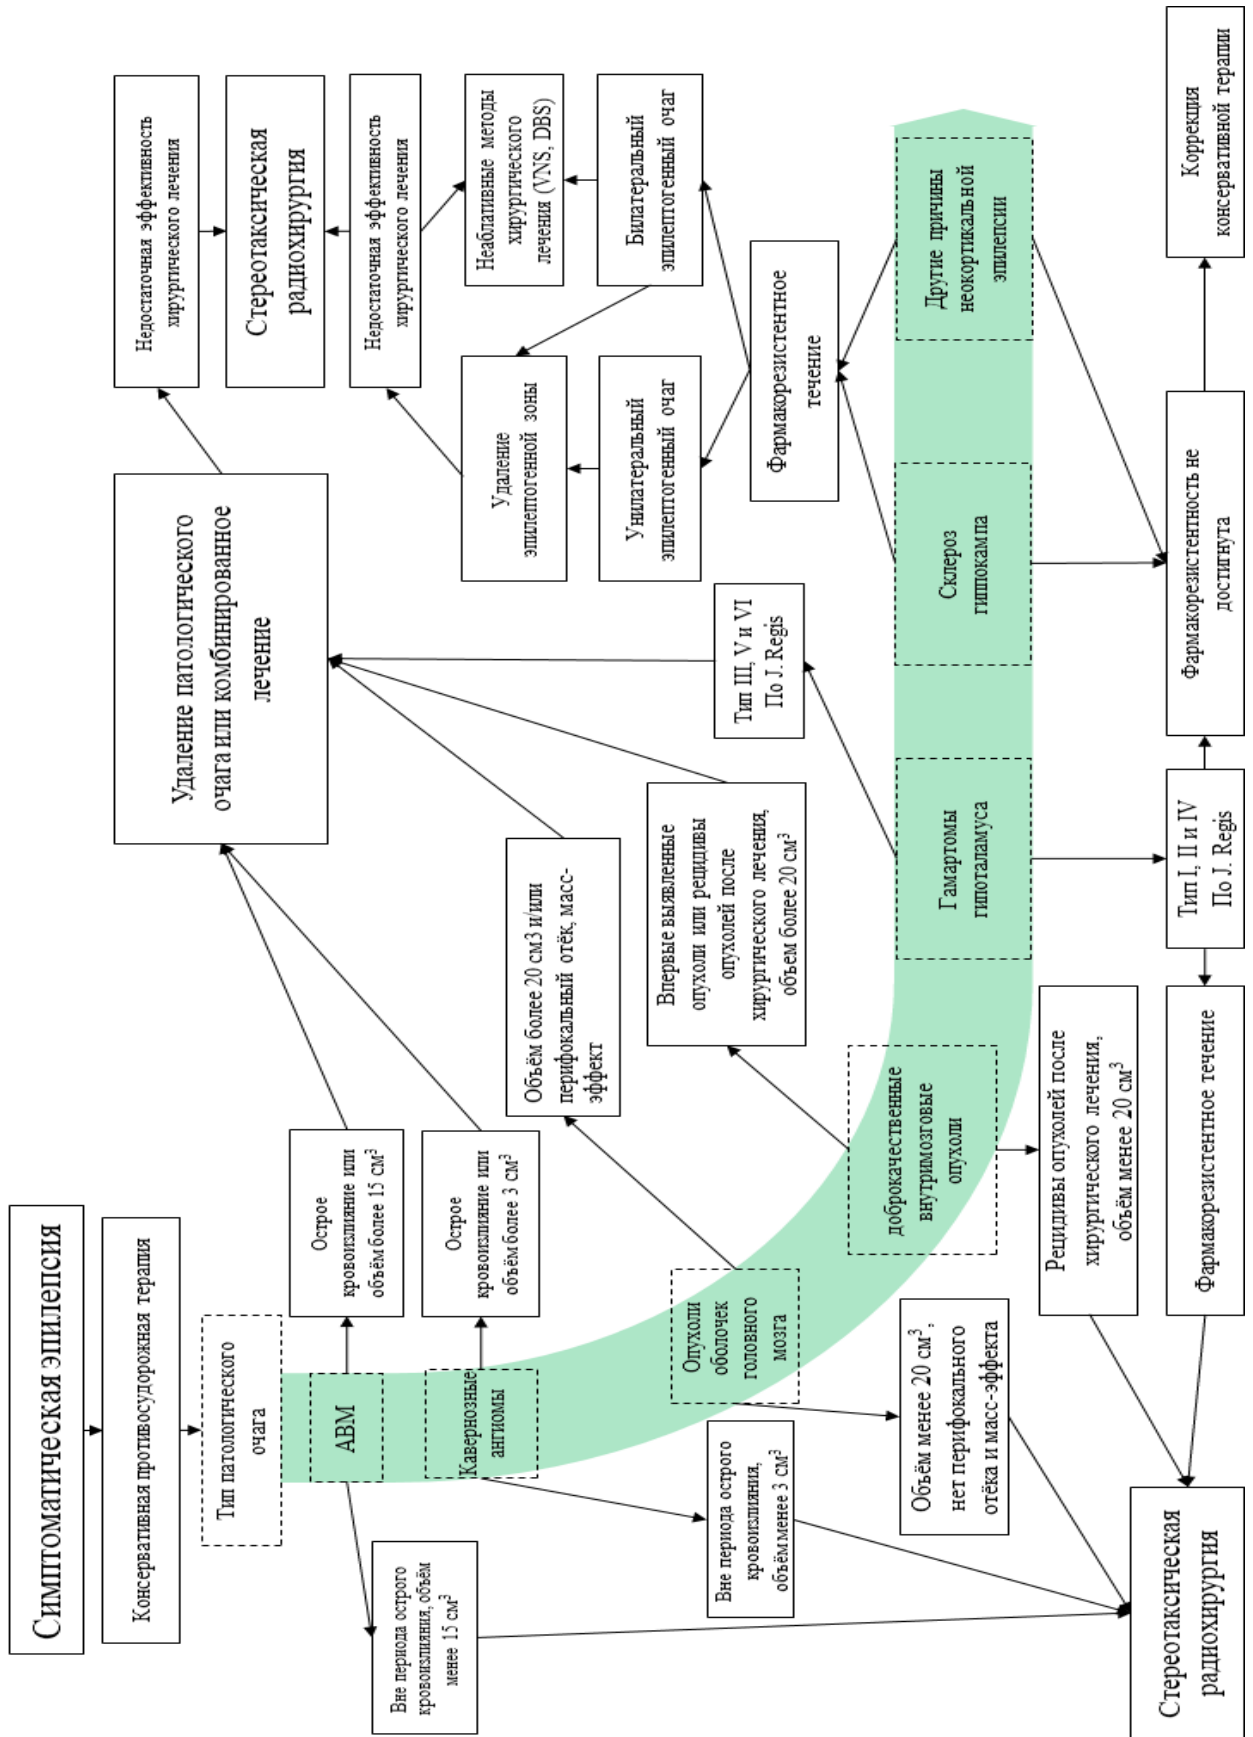 Симптоматическая эпилепсия
Консервативная противосудорожная терапия
Тип патологического
очага
АВМ
Острое
кровоизлияние или
объём более 15 см³
Вне периода острого
кровоизлияния, объём
менее 15 см³
Кавернозные
ангиомы
Острое
кровоизлияние или
объём более 3 см³
Вне периода острого
кровоизлияния,
объём менее 3 см³
Опухоли
оболочек
головного
мозга
Объём более 20 см3 и/или
перифокальный отёк, масс-
эффект
Объём менее 20 см³,
нет перифокального
отёка и масс-эффекта
доброкачественные
внутримозговые
опухоли
Впервые выявленные
опухоли или рецидивы
опухолей после
хирургического лечения,
объем более 20 см³
Рецидивы опухолей после
хирургического лечения,
объём менее 20 см³
Гамартомы
гипоталамуса
Тип III, V и VI
По J. Regis
Тип I, II и IV
По J. Regis
Фармакорезистентное течение
Стереотаксическая
радиохирургия
Склероз
гиппокампа
Другие причины
неокортикальной
эпилепсии
Фармакорезистентность не
достигнута
Коррекция
консервативной терапии
Фармакорезистентное
течение
Унилатеральный
эпилептогенный очаг
Билатеральный
эпилептогенный очаг
Удаление
эпилептогенной зоны
Неаблативные методы
хирургического
лечения (VNS, DBS)
Недостаточная эффективность
хирургического лечения
Стереотаксическая
радиохирургия
Недостаточная эффективность
хирургического лечения
Удаление патологического
очага или комбинированное
лечение